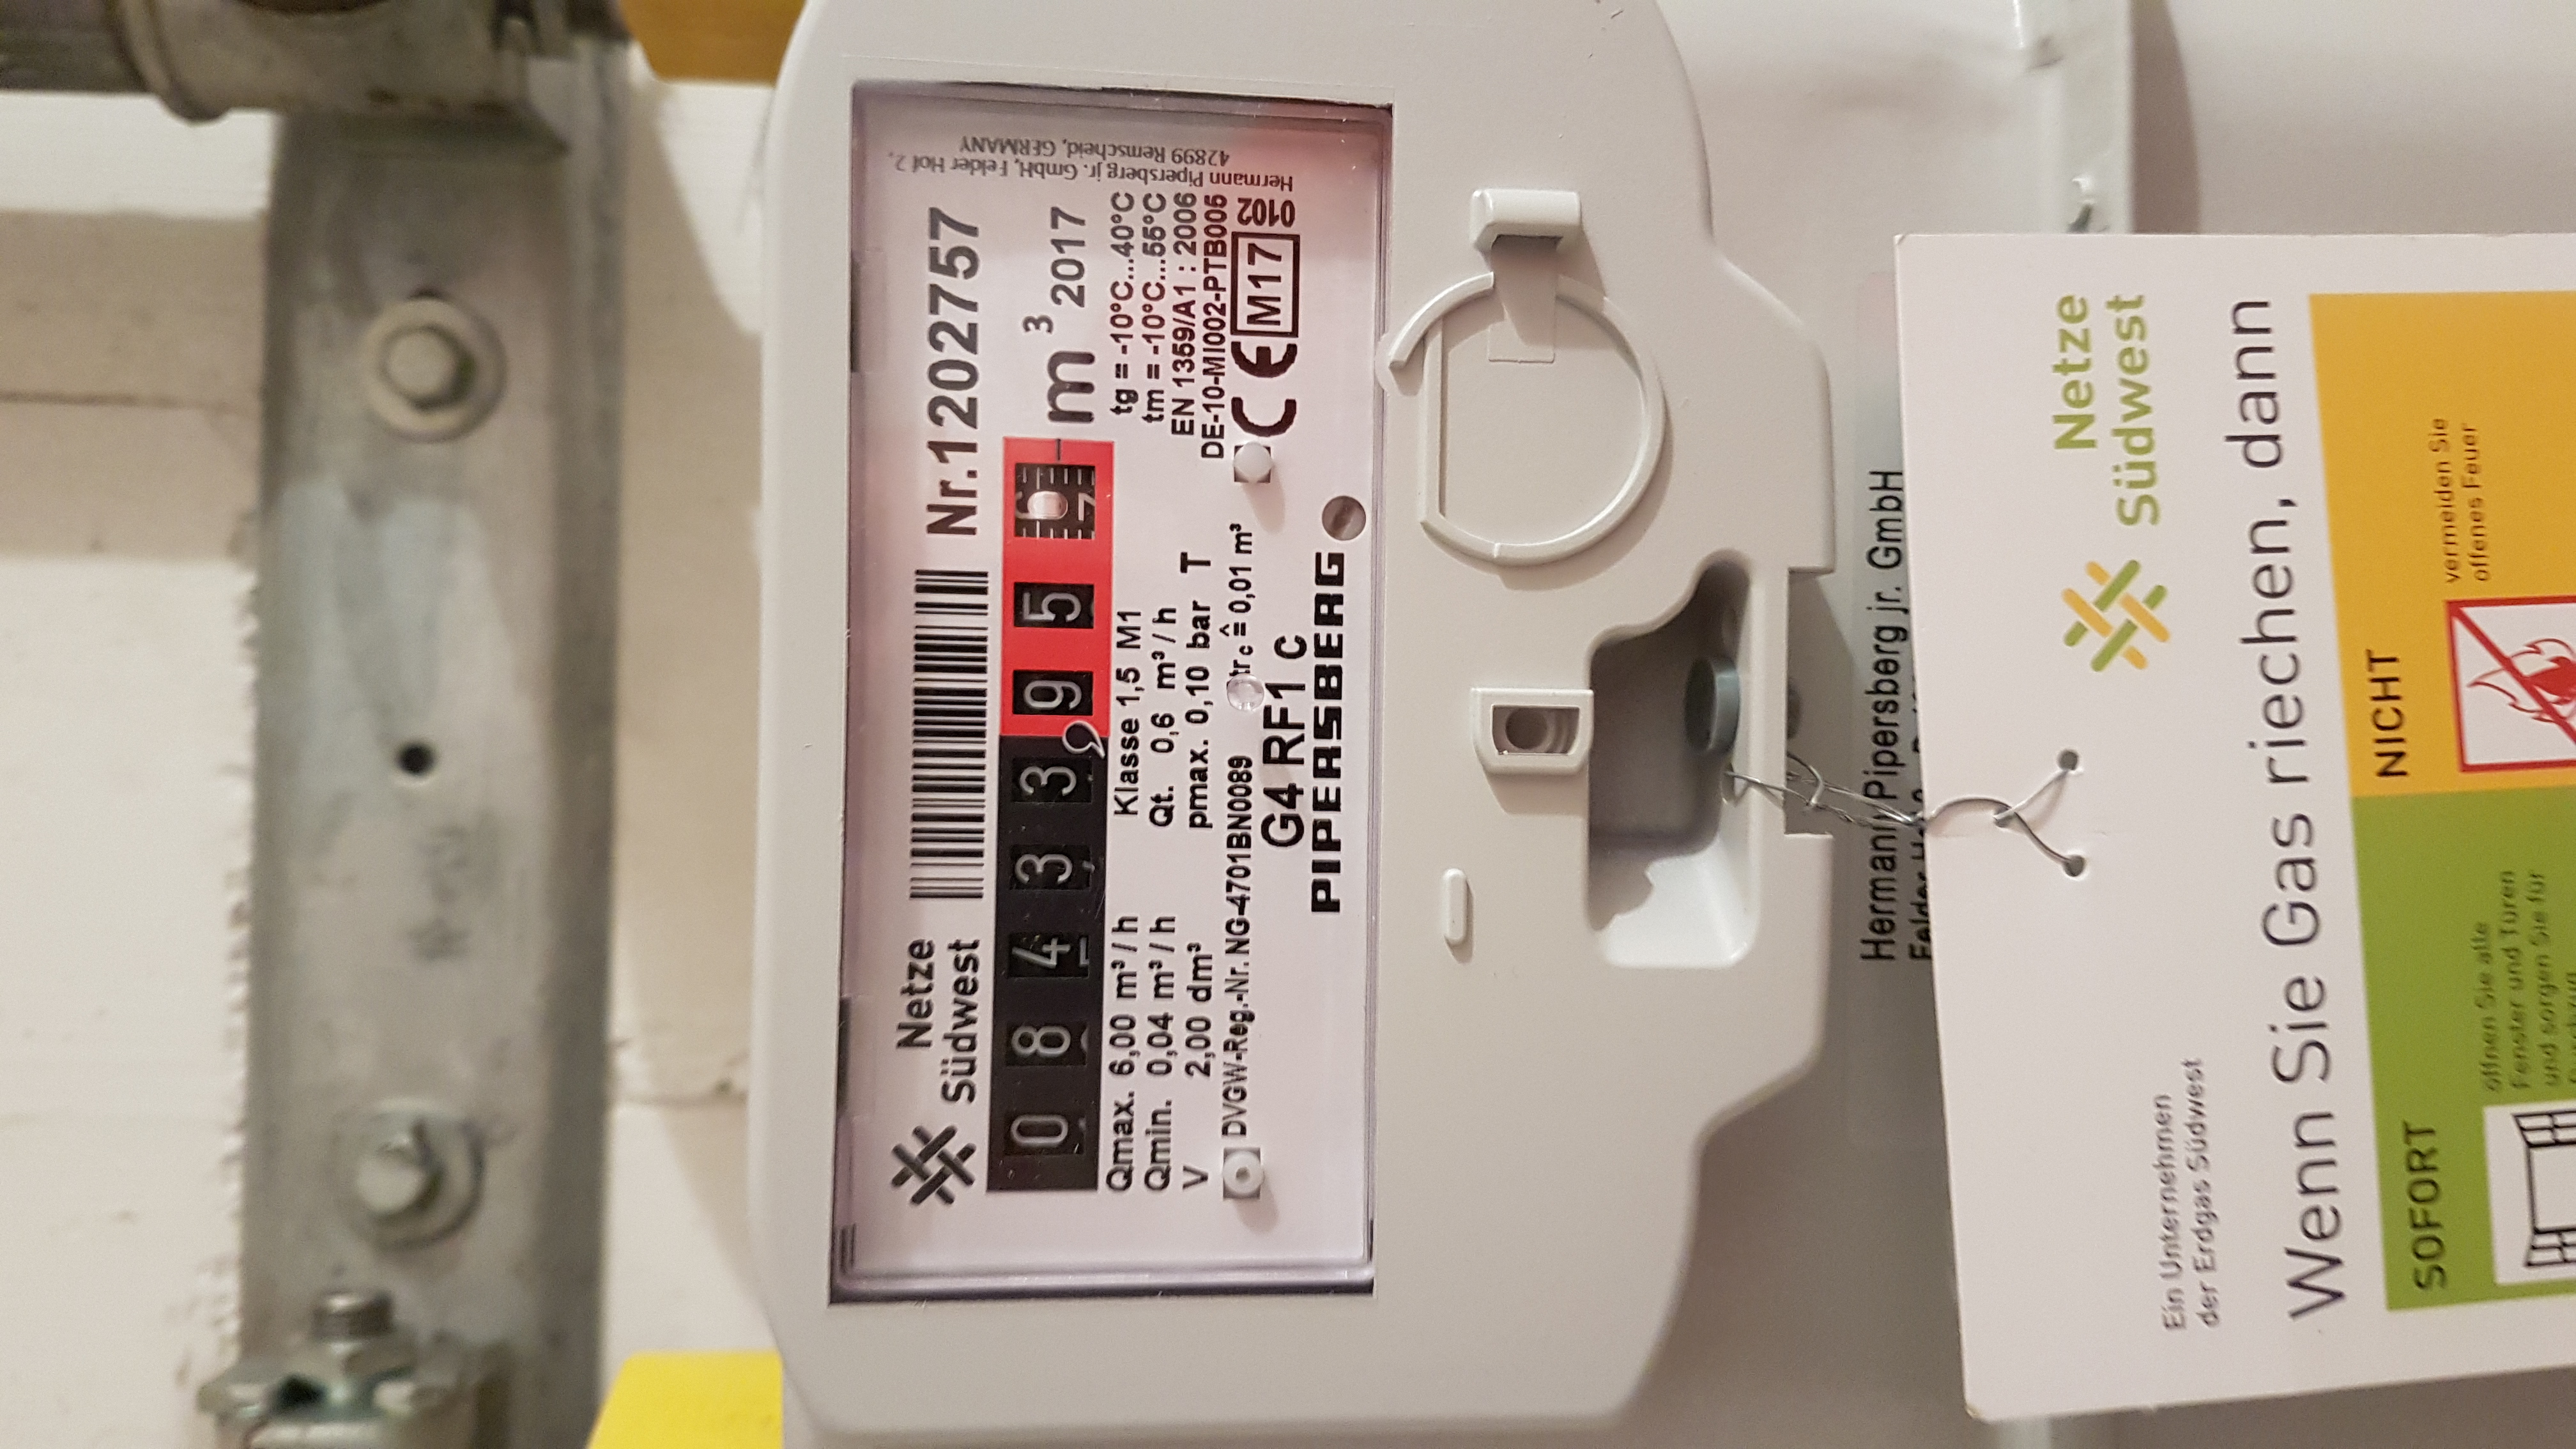 Netze
Südwest
Nr.1202757
0 8 4 3 3 , 9 5 6
7
m³ 2017
Qmax. 6,00 m³/h
Klasse 1,5 M1
tg = -10°C...40°C
Qmin. 0,04 m³/h
Qt. 0,6 m³/h
tm = -10°C...55°C
V 2,00 dm³
pmax. 0,10 bar T
EN 1359/A1 : 2006
DE-10-MI002-PTB005
DVGW-Reg.-Nr. NG-4701BN0089
tr c ≙ 0,01 m³
CE M17 0102
G4 RF1 c
PIPERSBERG
Hermann Pipersberg jr. GmbH, Felder Hof 2,
42899 Remscheid, GERMANY
Hermann Pipersberg jr. GmbH
Felder
Netze
Südwest
Ein Unternehmen
der Erdgas Südwest
Wenn Sie Gas riechen, dann
SOFORT
öffnen Sie alle
Fenster und Türen
und sorgen Sie für
NICHT
vermeiden Sie
offenes Feuer